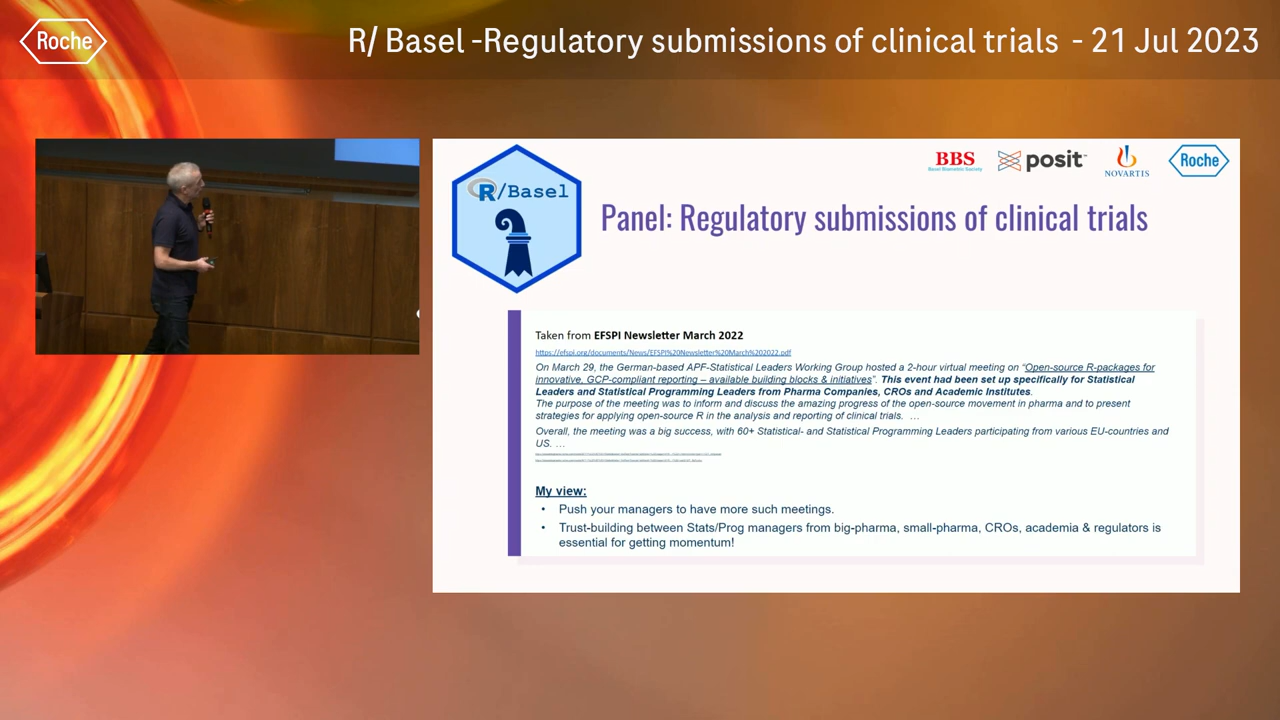 Roche
R/ Basel -Regulatory submissions of clinical trials - 21 Jul 2023
BBS
Basel Biometric Society
posit
NOVARTIS
Roche
R/Basel
Panel: Regulatory submissions of clinical trials
Taken from EFSPI Newsletter March 2022
https://efspi.org/documents/News/EFSPI%20Newsletter%20March%202022.pdf
On March 29, the German-based APF-Statistical Leaders Working Group hosted a 2-hour virtual meeting on “Open-source R-packages for
innovative, GCP-compliant reporting – available building blocks & initiatives”. This event had been set up specifically for Statistical
Leaders and Statistical Programming Leaders from Pharma Companies, CROs and Academic Institutes.
The purpose of the meeting was to inform and discuss the amazing progress of the open-source movement in pharma and to present
strategies for applying open-source R in the analysis and reporting of clinical trials. …
Overall, the meeting was a big success, with 60+ Statistical- and Statistical Programming Leaders participating from various EU-countries and
US. …
My view:
• Push your managers to have more such meetings.
• Trust-building between Stats/Prog managers from big-pharma, small-pharma, CROs, academia & regulators is
essential for getting momentum!